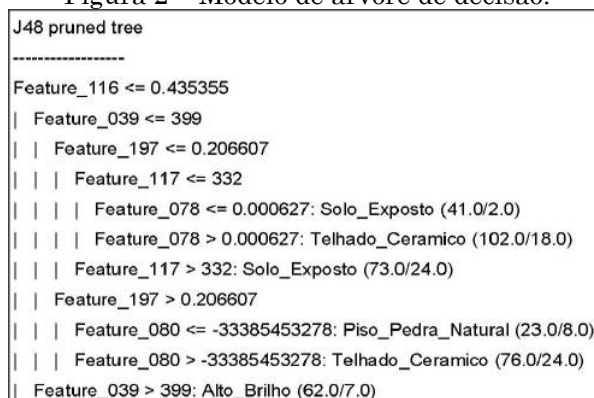 Figura 2 – Modelo de árvore de decisão.
J48 pruned tree
------------------
Feature_116 <= 0.435355
| Feature_039 <= 399
| | Feature_197 <= 0.206607
| | | Feature_117 <= 332
| | | | Feature_078 <= 0.000627: Solo_Exposto (41.0/2.0)
| | | | Feature_078 > 0.000627: Telhado_Ceramico (102.0/18.0)
| | | Feature_117 > 332: Solo_Exposto (73.0/24.0)
| | Feature_197 > 0.206607
| | | Feature_080 <= -33385453278: Piso_Pedra_Natural (23.0/8.0)
| | | Feature_080 > -33385453278: Telhado_Ceramico (76.0/24.0)
| Feature_039 > 399: Alto_Brilho (62.0/7.0)